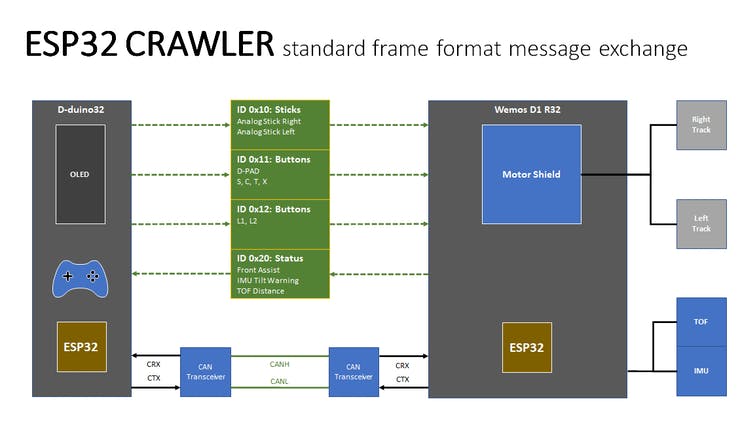 ESP32 CRAWLER standard frame format message exchange
D-duino32
OLED
ESP32
ID 0x10: Sticks
Analog Stick Right
Analog Stick Left
ID 0x11: Buttons
D-PAD
S, C, T, X
ID 0x12: Buttons
L1, L2
ID 0x20: Status
Front Assist
IMU Tilt Warning
TOF Distance
Wemos D1 R32
Motor Shield
ESP32
Right
Track
Left
Track
TOF
IMU
CRX
CTX
CAN
Transceiver
CANH
CANL
CAN
Transceiver
CRX
CTX